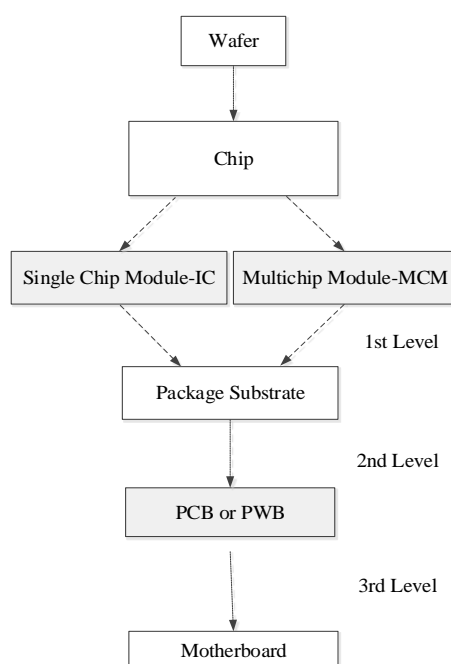 Wafer
Chip
Single Chip Module-IC
Multichip Module-MCM
1st Level
Package Substrate
2nd Level
PCB or PWB
3rd Level
Motherboard